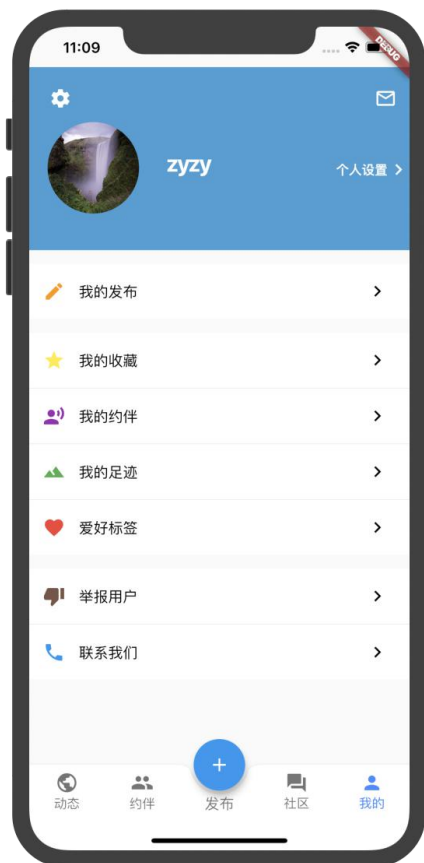 11:09
DEBUG
zyzy
个人设置
我的发布
我的收藏
我的约伴
我的足迹
爱好标签
举报用户
联系我们
动态
约伴
发布
社区
我的